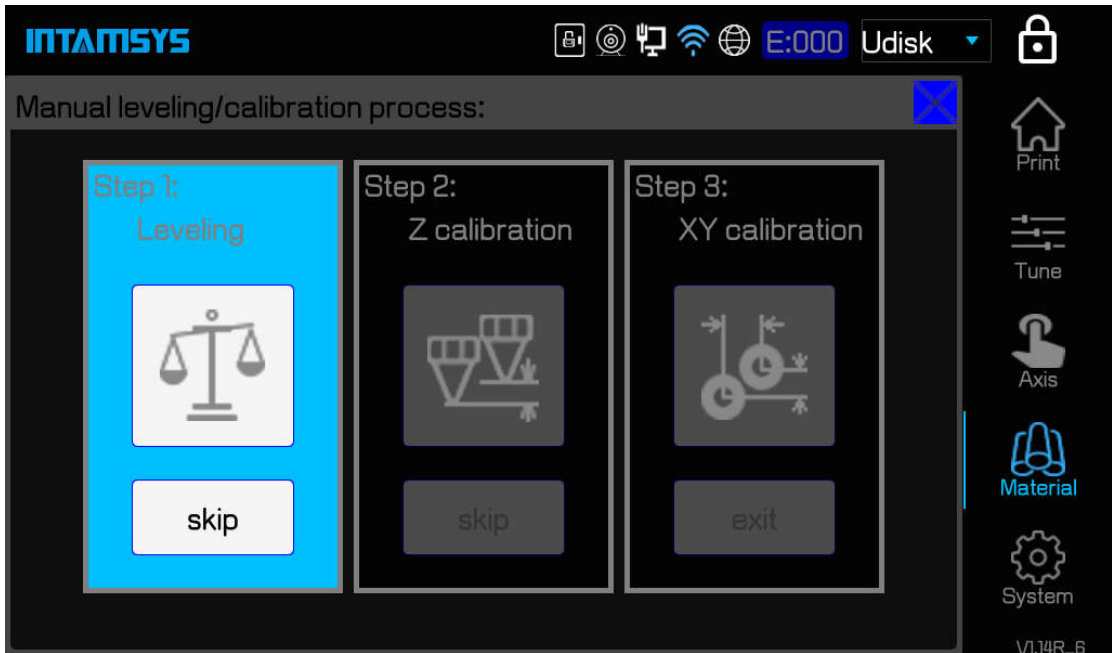 INTAMSYS
E:000 Udisk
Manual leveling/calibration process:
Step 1:
Leveling
skip
Step 2:
Z calibration
skip
Step 3:
XY calibration
exit
Print
Tune
Axis
Material
System
V1.14R_6